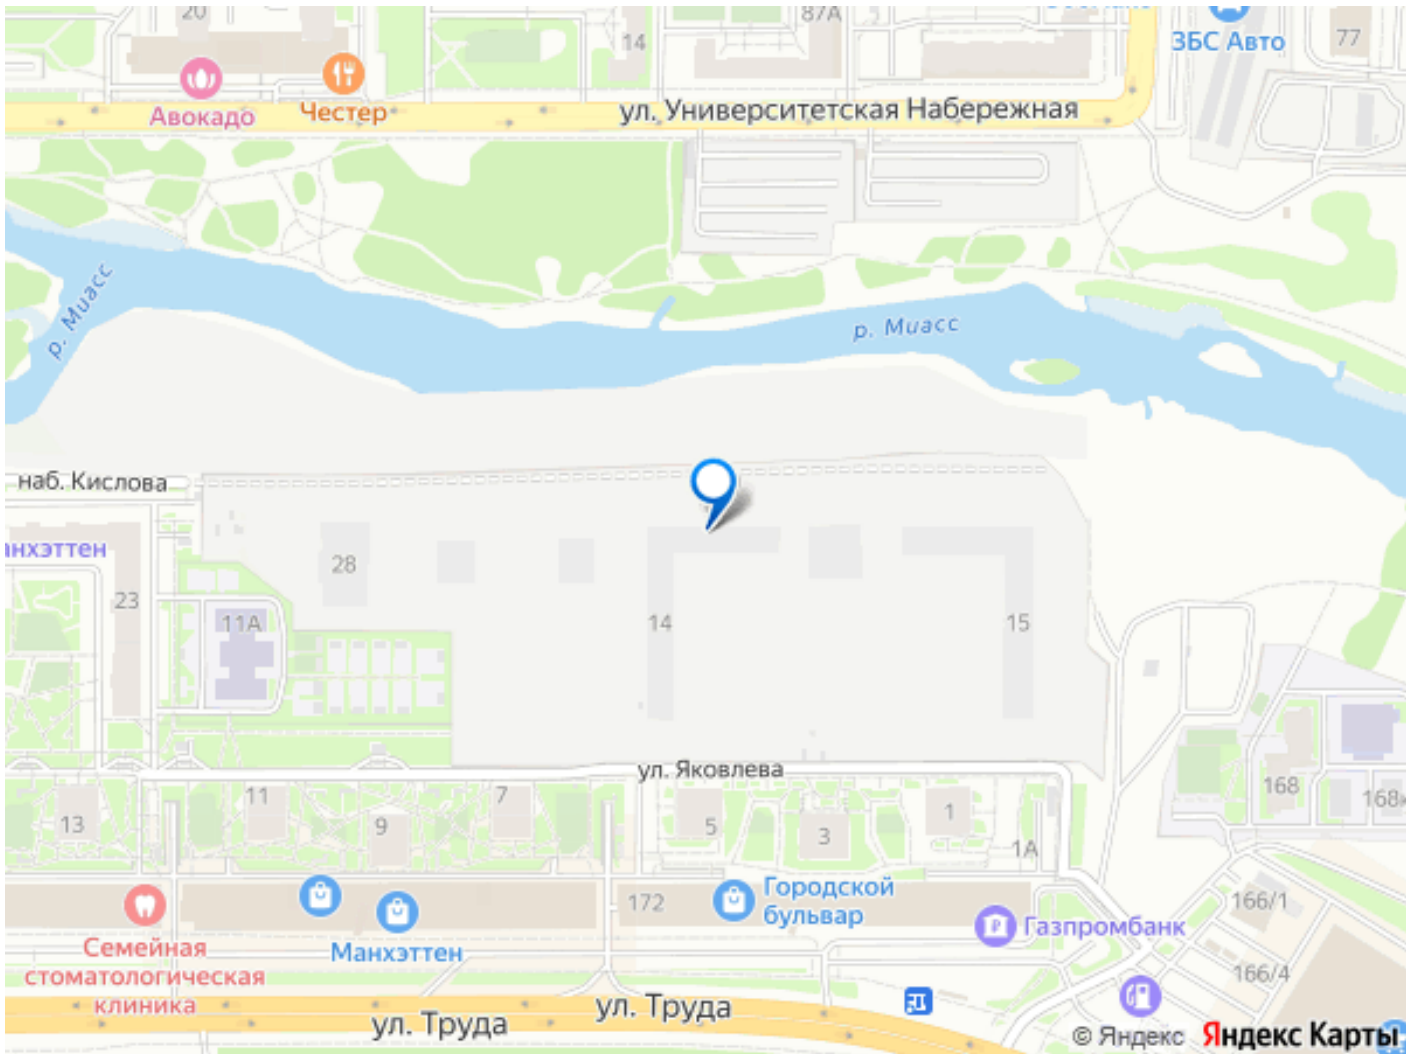 20
14
87А
ЗБС Авто
77
Авокадо
Честер
ул. Университетская Набережная
р. Миасс
р. Миасс
наб. Кислова
анхэттен
28
23
11А
14
15
ул. Яковлева
13
11
9
7
5
3
1
1А
168
168к
172
Городской
бульвар
Газпромбанк
166/1
166/4
Семейная
стоматологическая
клиника
Манхэттен
ул. Труда
ул. Труда
© Яндекс Яндекс Карты